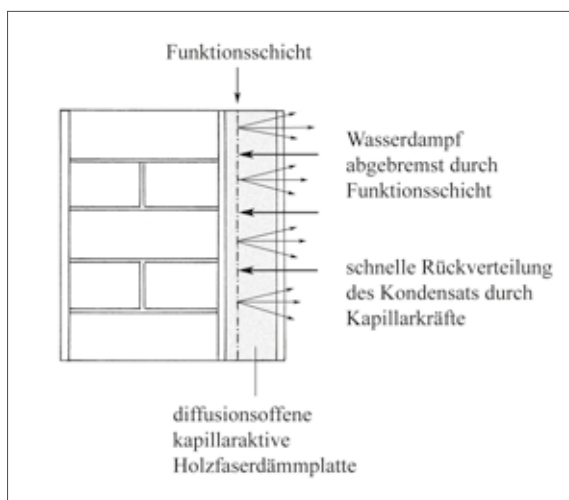 Funktionsschicht
Wasserdampf
abgebremst durch
Funktionsschicht
schnelle Rückverteilung
des Kondensats durch
Kapillarkräfte
diffusionsoffene
kapillaraktive
Holzfaserdämmplatte